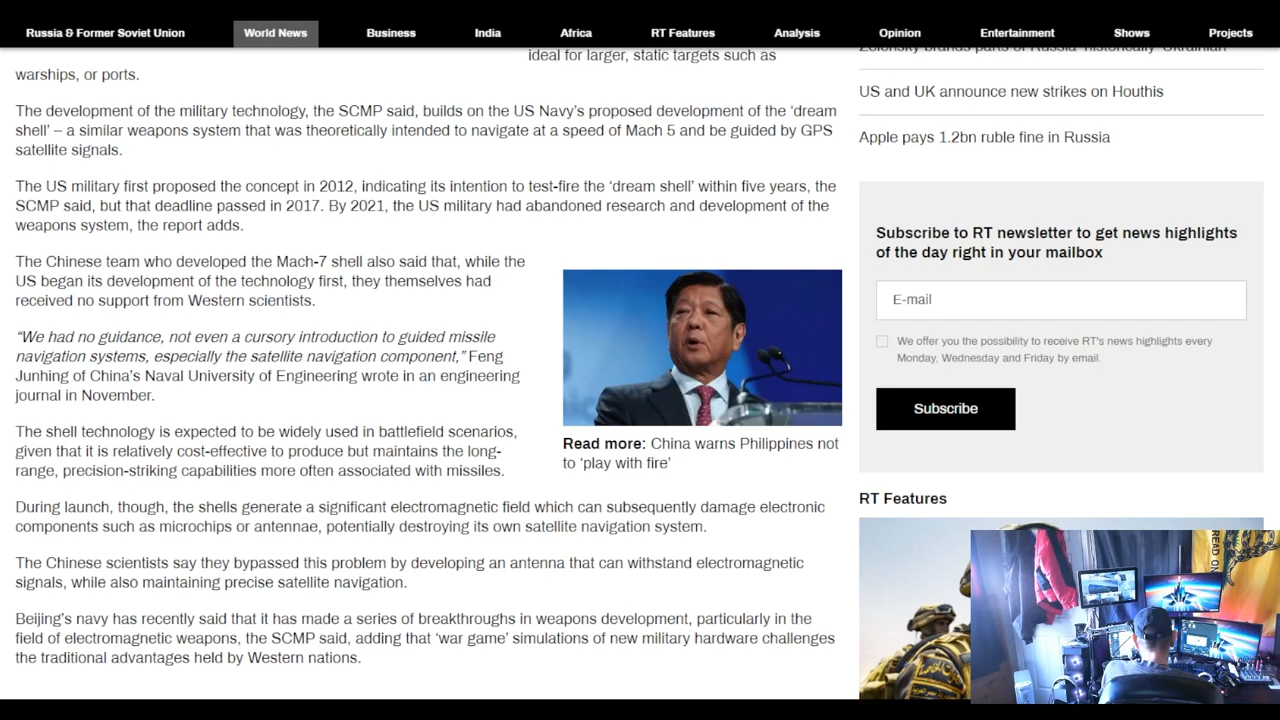 Russia & Former Soviet Union
World News
Business
India
Africa
RT Features
Analysis
Opinion
Entertainment
Shows
Projects
ideal for larger, static targets such as
warships, or ports.
The development of the military technology, the SCMP said, builds on the US Navy’s proposed development of the ‘dream
shell’ – a similar weapons system that was theoretically intended to navigate at a speed of Mach 5 and be guided by GPS
satellite signals.
The US military first proposed the concept in 2012, indicating its intention to test-fire the ‘dream shell’ within five years, the
SCMP said, but that deadline passed in 2017. By 2021, the US military had abandoned research and development of the
weapons system, the report adds.
The Chinese team who developed the Mach-7 shell also said that, while the
US began its development of the technology first, they themselves had
received no support from Western scientists.
“We had no guidance, not even a cursory introduction to guided missile
navigation systems, especially the satellite navigation component,” Feng
Junhing of China’s Naval University of Engineering wrote in an engineering
journal in November.
The shell technology is expected to be widely used in battlefield scenarios,
given that it is relatively cost-effective to produce but maintains the long-
range, precision-striking capabilities more often associated with missiles.
Read more: China warns Philippines not
to ‘play with fire’
During launch, though, the shells generate a significant electromagnetic field which can subsequently damage electronic
components such as microchips or antennae, potentially destroying its own satellite navigation system.
The Chinese scientists say they bypassed this problem by developing an antenna that can withstand electromagnetic
signals, while also maintaining precise satellite navigation.
Beijing’s navy has recently said that it has made a series of breakthroughs in weapons development, particularly in the
field of electromagnetic weapons, the SCMP said, adding that ‘war game’ simulations of new military hardware challenges
the traditional advantages held by Western nations.
Zelensky brands parts of Russia ‘historically’ Ukrainian
US and UK announce new strikes on Houthis
Apple pays 1.2bn ruble fine in Russia
Subscribe to RT newsletter to get news highlights
of the day right in your mailbox
E-mail
We offer you the possibility to receive RT's news highlights every
Monday, Wednesday and Friday by email.
Subscribe
RT Features